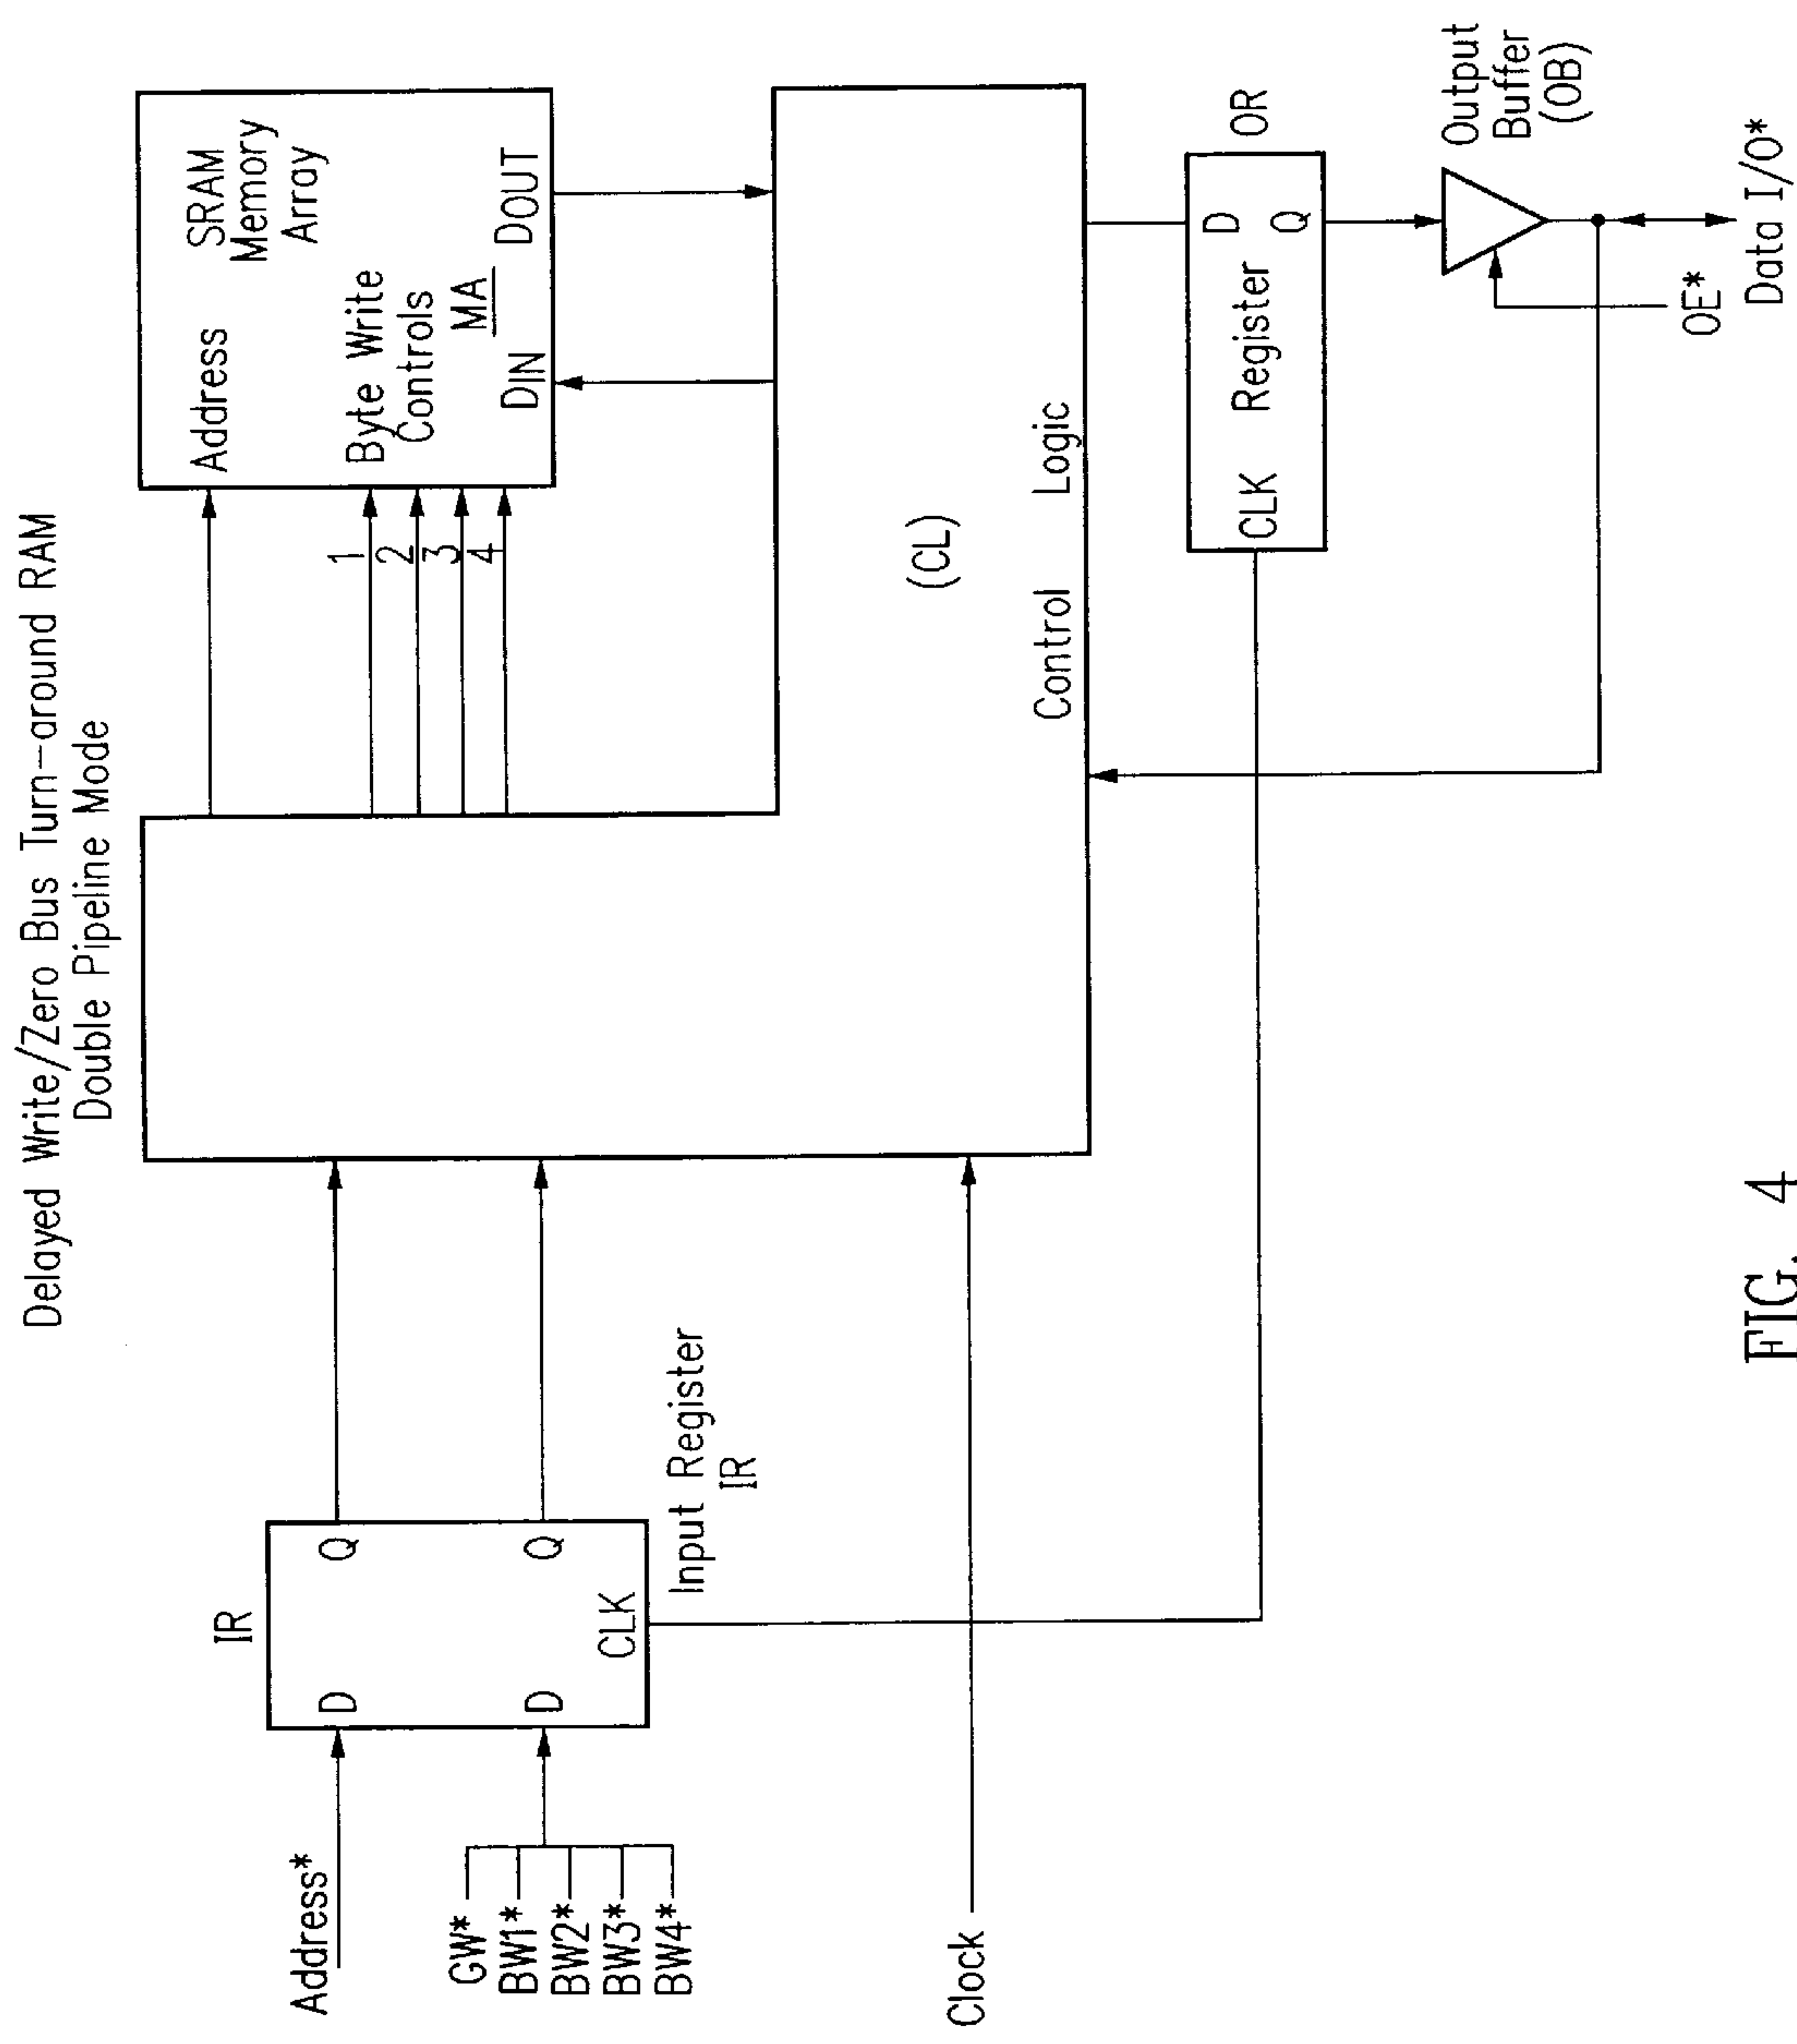 Delayed Write/Zero Bus Turn-around RAM
Double Pipeline Mode
SRAM
Memory
Array
Address
Byte Write
Controls
MA
DIN
DOUT
1
2
3
4
IR
D
Q
D
Q
CLK
Input Register
IR
Address*
GW*
BW1*
BW2*
BW3*
BW4*
Clock
(CL)
Control Logic
OR
D
Q
CLK Register
Output
Buffer
(OB)
OE*
Data I/O*
FIG. 4